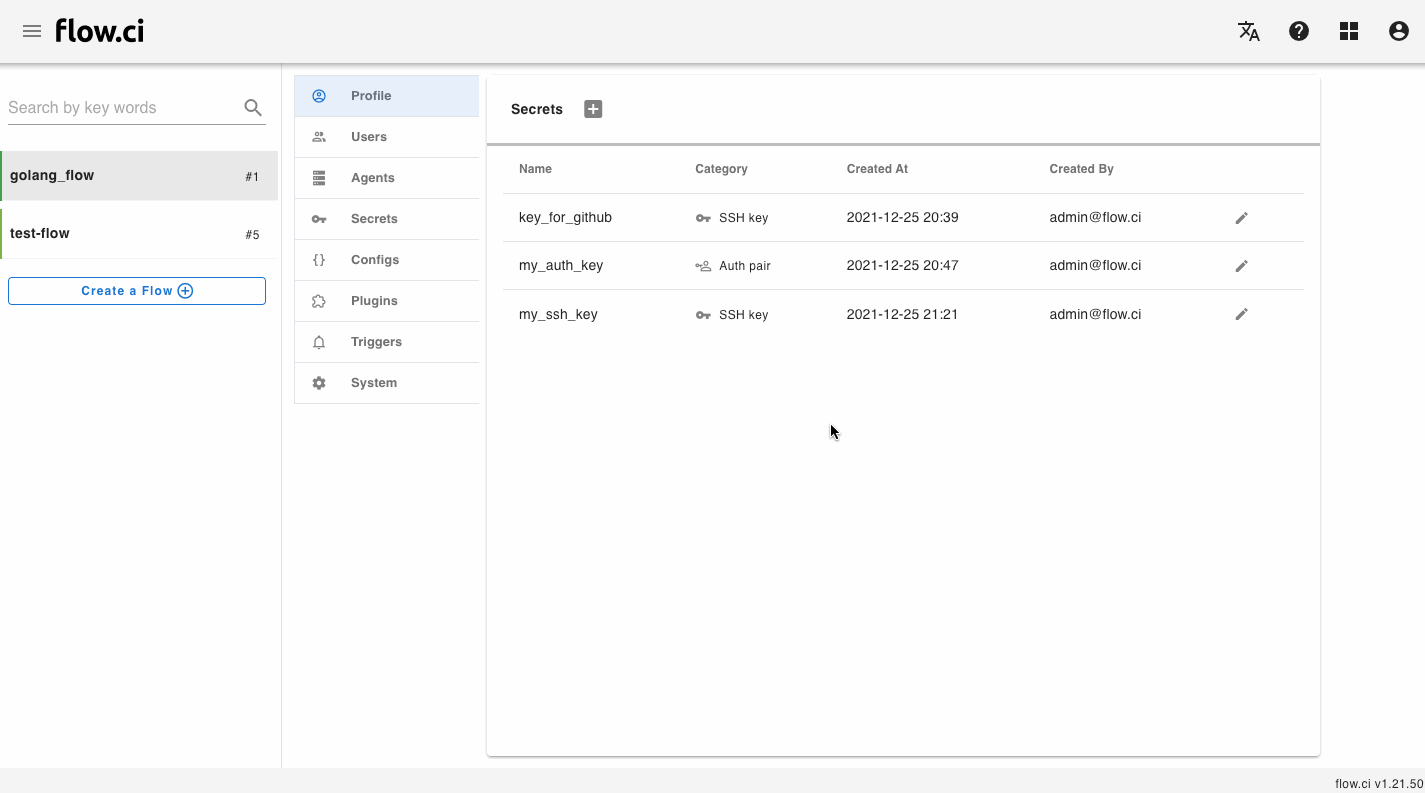 flow.ci
Search by key words
golang_flow #1
test-flow #5
Create a Flow
Profile
Users
Agents
Secrets
Configs
Plugins
Triggers
System
Secrets
Name Category Created At Created By
key_for_github SSH key 2021-12-25 20:39 admin@flow.ci
my_auth_key Auth pair 2021-12-25 20:47 admin@flow.ci
my_ssh_key SSH key 2021-12-25 21:21 admin@flow.ci
flow.ci v1.21.50